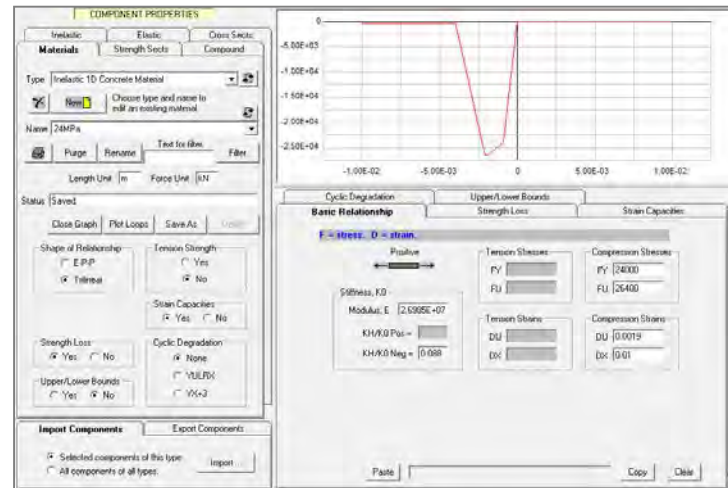 COMPONENT PROPERTIES
Inelastic Elastic Cross Sects
Materials Strength Sects Compound
Type Inelastic 1D Concrete Material
New Choose type and name to
edit an existing material.
Name 24MPa
Purge Rename Text for filter Filter
Length Unit m Force Unit kN
Status Saved
Close Graph Plot Loops Save As
Shape of Relationship
E-P-P
Trilinear
Tension Strength
Yes
No
Strain Capacities
Yes No
Strength Loss
Yes No
Cyclic Degradation
None
YULRX
YX+3
Upper/Lower Bounds
Yes No
Import Components Export Components
Selected components of this type
All components of all types.
Import ...
0
-5.00E+03
-1.00E+04
-1.50E+04
-2.00E+04
-2.50E+04
-1.00E-02 -5.00E-03 0 5.00E-03 1.00E-02
Cyclic Degradation Upper/Lower Bounds
Basic Relationship Strength Loss Strain Capacities
F = stress. D = strain.
Positive
Stiffness, K0
Modulus, E 2.6985E+07
KH/K0 Pos =
KH/K0 Neg = 0.088
Tension Stresses
FY
FU
Compression Stresses
FY 24000
FU 26400
Tension Strains
DU
DX
Compression Strains
DU 0.0019
DX 0.01
Paste Copy Clear